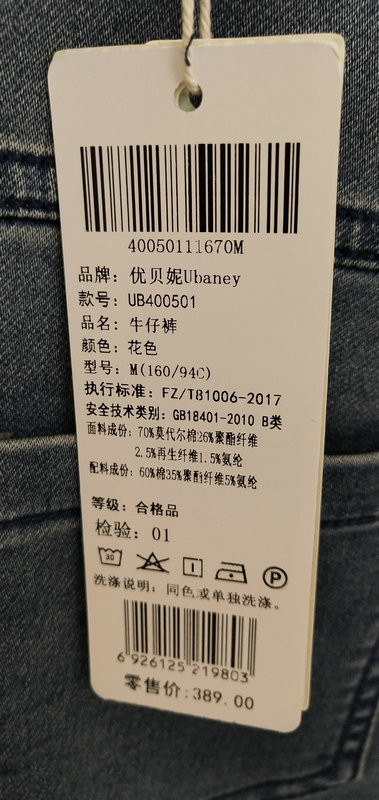 40050111670M
品牌：优贝妮Ubaney
款号：UB400501
品名：牛仔裤
颜色：花色
型号：M(160/94C)
执行标准：FZ/T81006-2017
安全技术类别：GB18401-2010 B类
面料成份：70%莫代尔棉26%聚酯纤维
2.5%再生纤维1.5%氨纶
配料成份：60%棉35%聚酯纤维5%氨纶
等级：合格品
检验：01
30 P
洗涤说明：同色或单独洗涤。
6 926125 219803
零售价:389.00